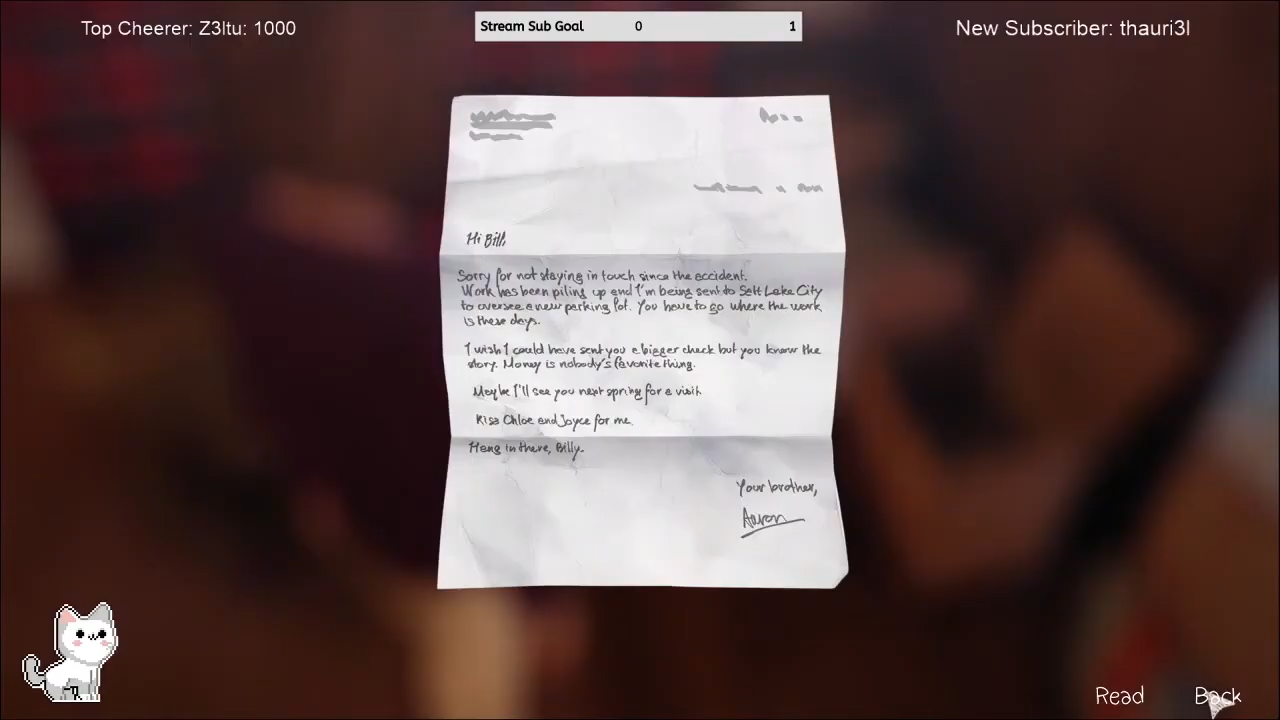 Top Cheerer: Z3ltu: 1000
Stream Sub Goal 0 1
New Subscriber: thauri3l
Hi Bill,
Sorry for not staying in touch since the accident.
Work has been piling up and I'm being sent to Salt Lake City
to oversee a new parking lot. You have to go where the work
is these days.
I wish I could have sent you a bigger check but you know the
story. Money is nobody's favorite thing.
Maybe I'll see you next spring for a visit.
Kiss Chloe and Joyce for me.
Hang in there, Billy.
Your brother,
Aaron
Read Back